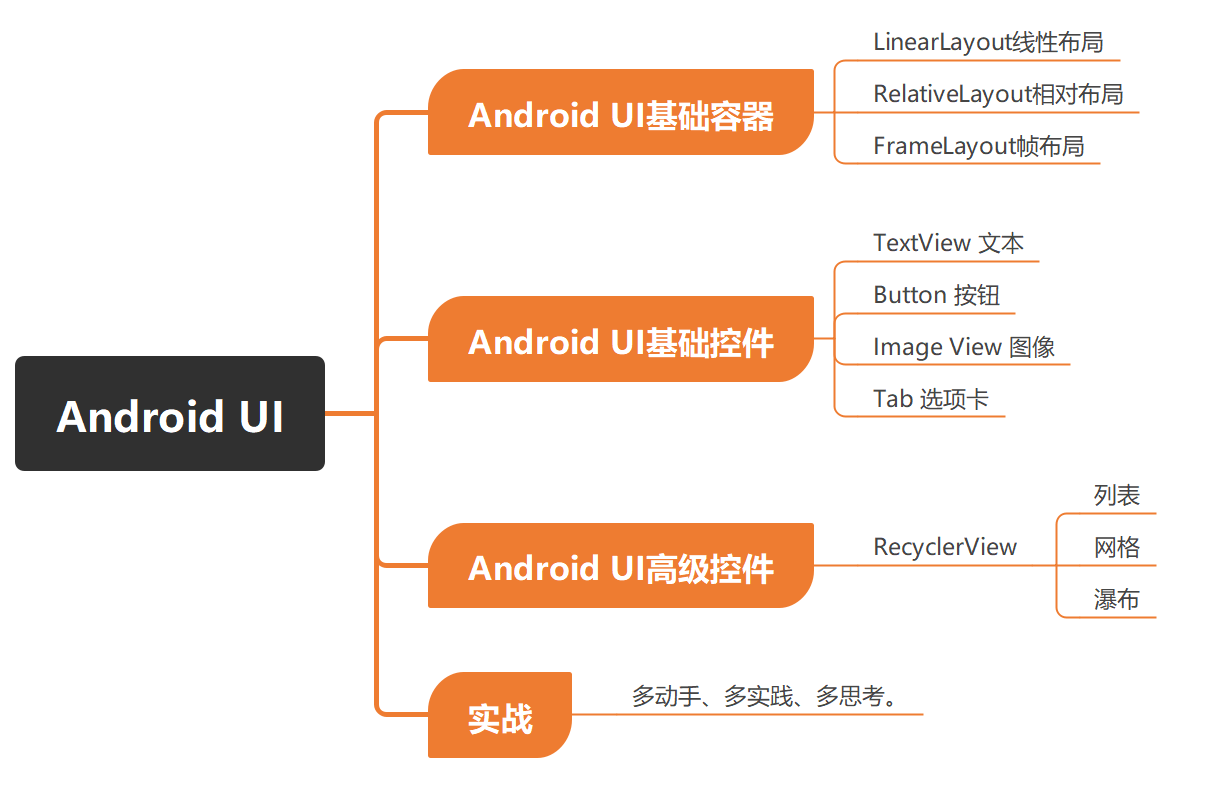 Android UI
Android UI基础容器
LinearLayout线性布局
RelativeLayout相对布局
FrameLayout帧布局
Android UI基础控件
TextView 文本
Button 按钮
Image View 图像
Tab 选项卡
Android UI高级控件
RecyclerView
列表
网格
瀑布
实战
多动手、多实践、多思考。